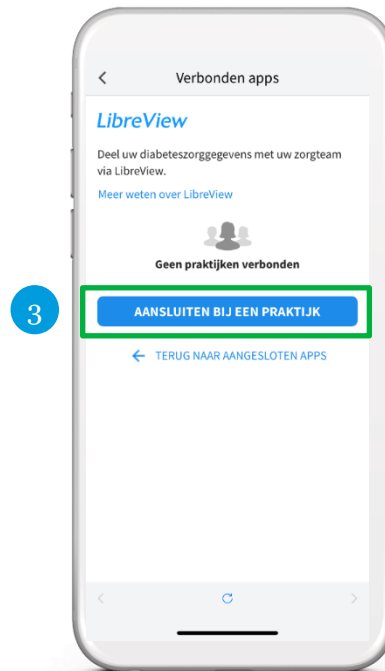 Verbonden apps
LibreView
Deel uw diabeteszorggegevens met uw zorgteam
via LibreView.
Meer weten over LibreView
Geen praktijken verbonden
3
AANSLUITEN BIJ EEN PRAKTIJK
TERUG NAAR AANGESLOTEN APPS